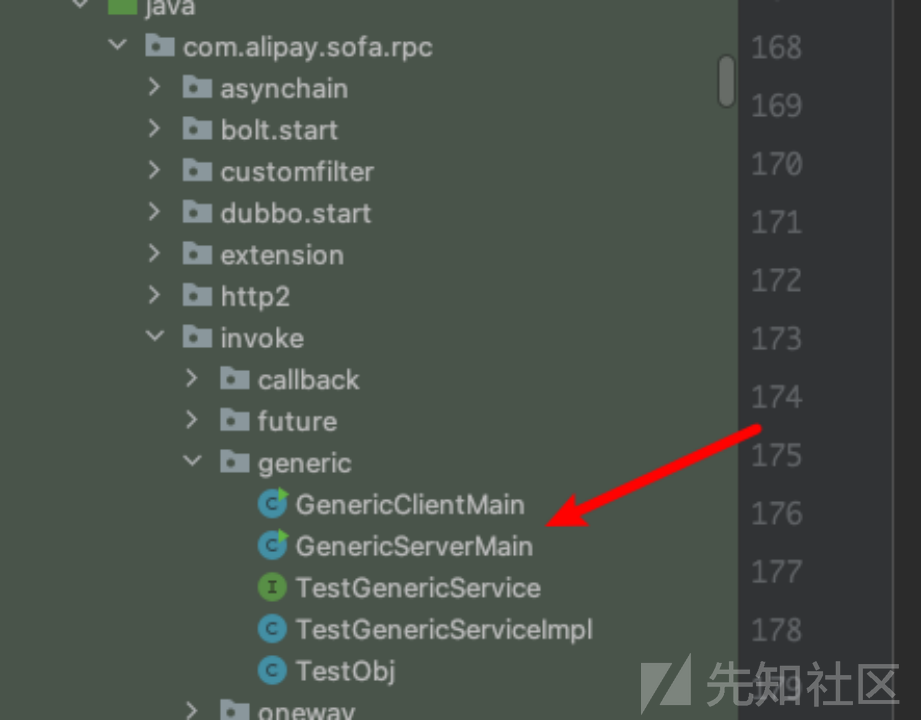 java
com.alipay.sofa.rpc
168
asynchain
169
bolt.start
170
customfilter
171
dubbo.start
extension
172
http2
invoke
173
callback
174
future
175
generic
GenericClientMain
176
GenericServerMain
177
TestGenericService
TestGenericServiceImpl
178
TestObj
179
先知社区
oneway